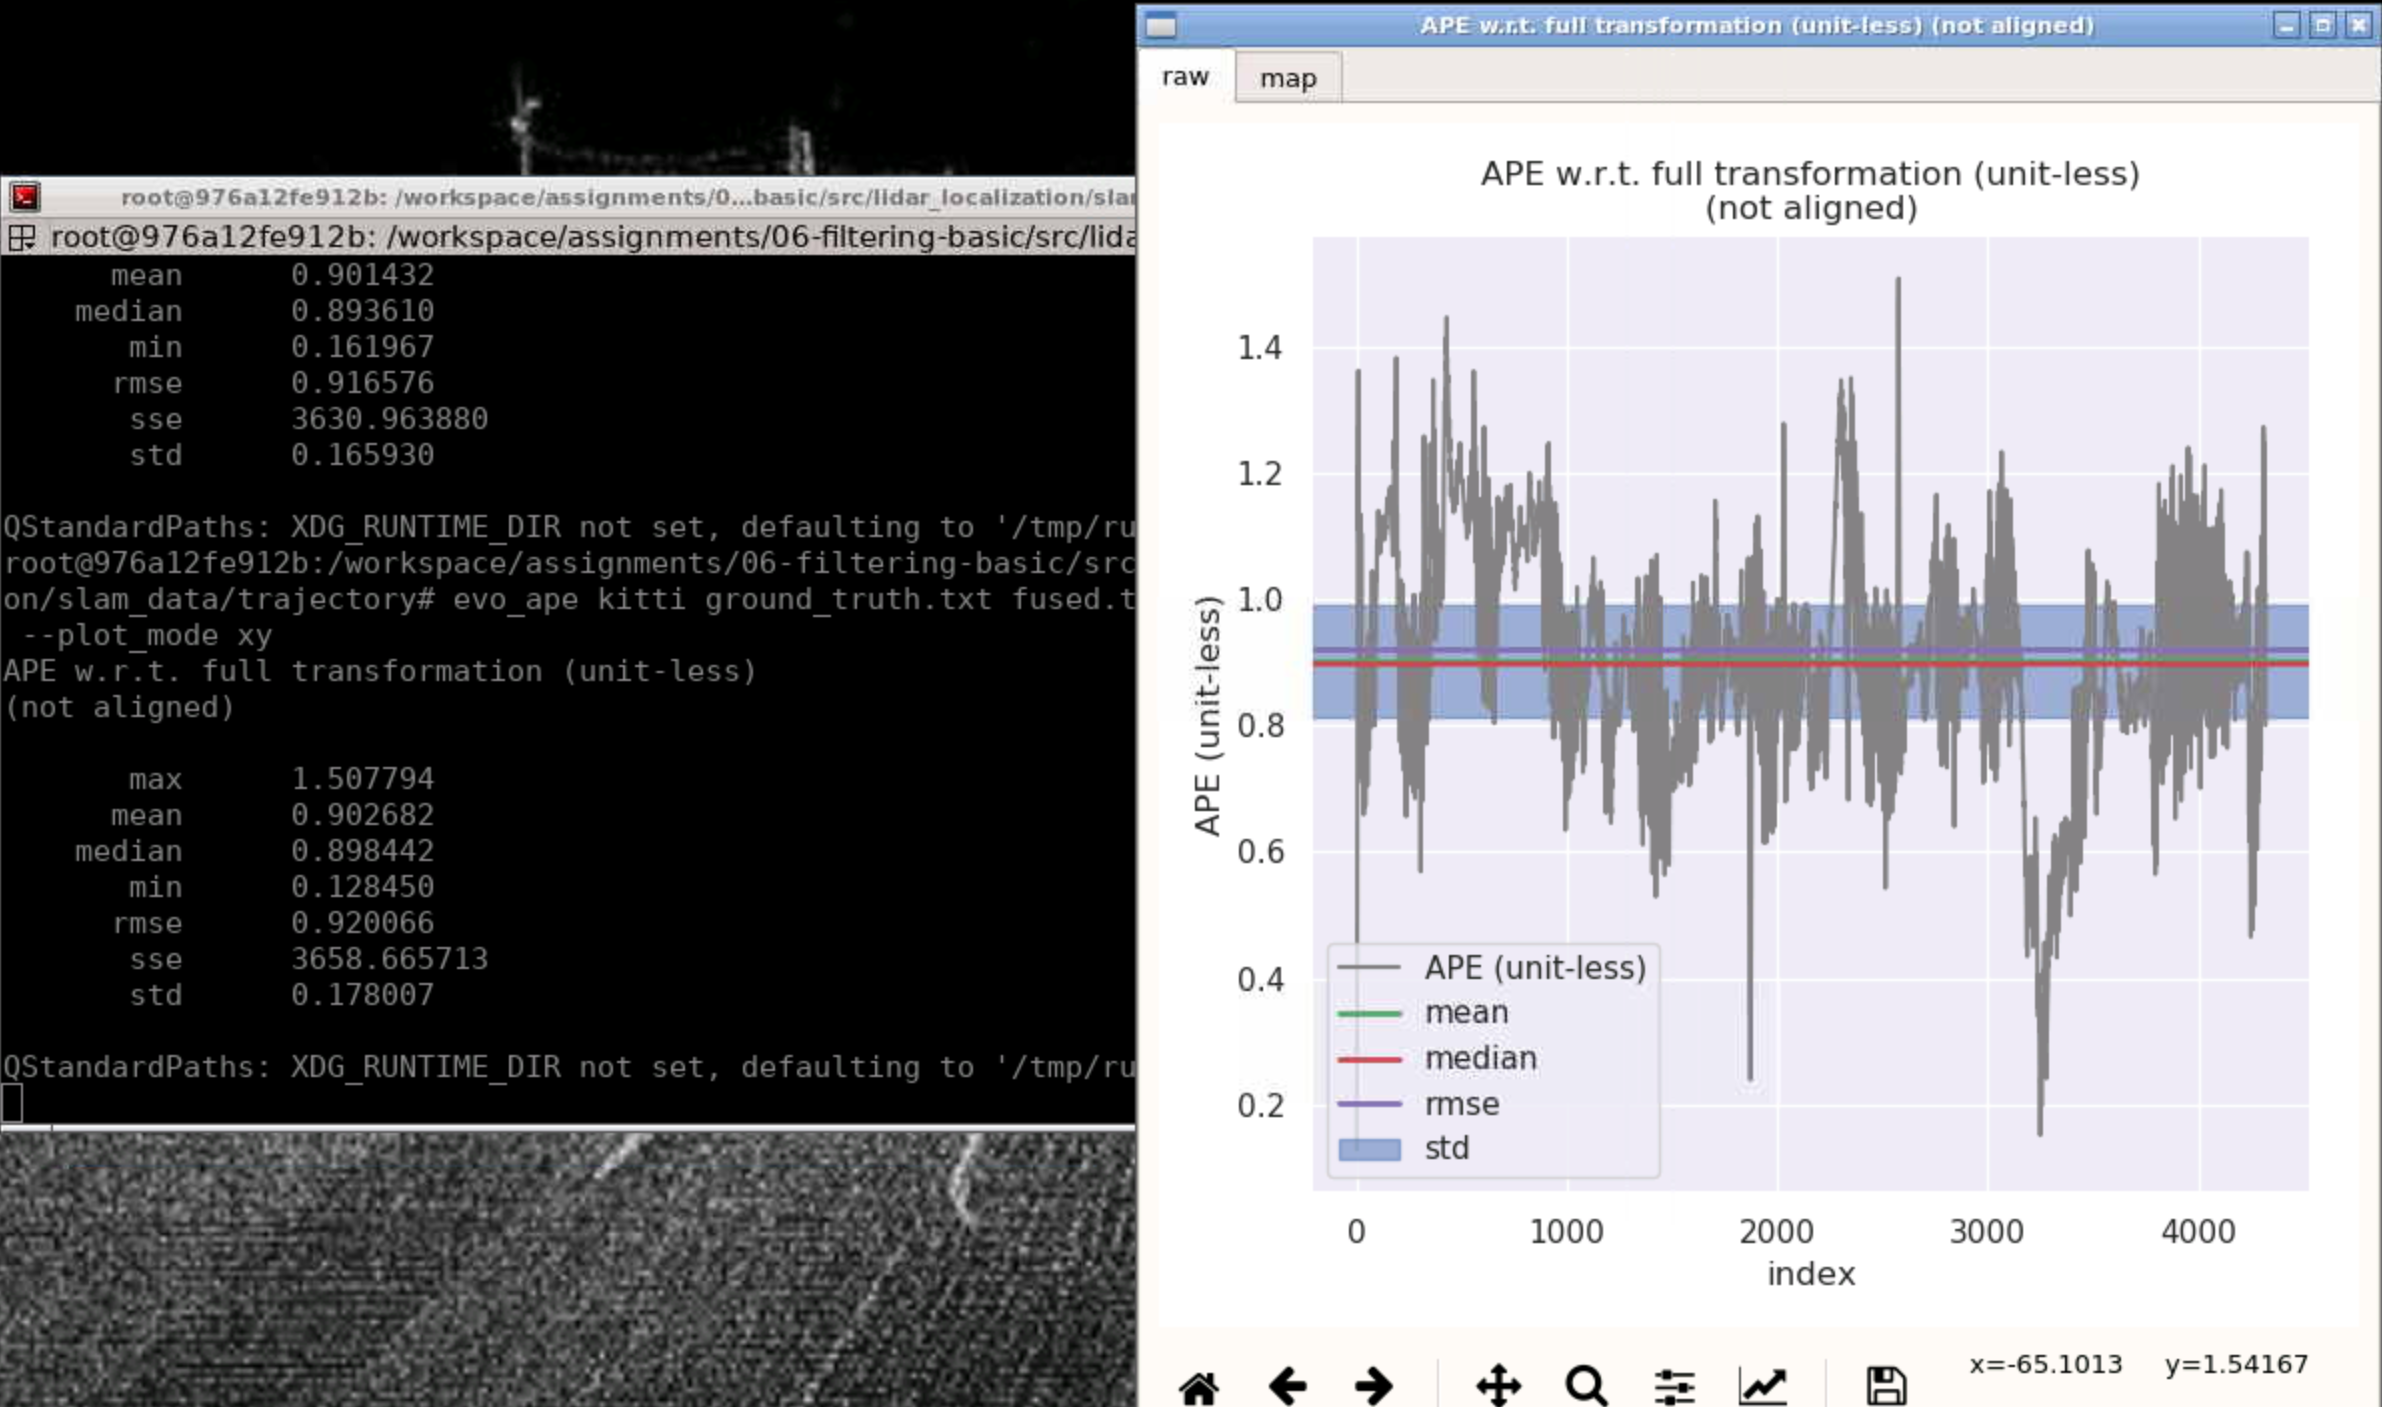 root@976a12fe912b: /workspace/assignments/0...basic/src/lidar_localization/slam
root@976a12fe912b: /workspace/assignments/06-filtering-basic/src/lida
mean 0.901432
median 0.893610
min 0.161967
rmse 0.916576
sse 3630.963880
std 0.165930
QStandardPaths: XDG_RUNTIME_DIR not set, defaulting to '/tmp/ru
root@976a12fe912b:/workspace/assignments/06-filtering-basic/src
on/slam_data/trajectory# evo_ape kitti ground_truth.txt fused.t
--plot_mode xy
APE w.r.t. full transformation (unit-less)
(not aligned)
max 1.507794
mean 0.902682
median 0.898442
min 0.128450
rmse 0.920066
sse 3658.665713
std 0.178007
QStandardPaths: XDG_RUNTIME_DIR not set, defaulting to '/tmp/ru
APE w.r.t. full transformation (unit-less) (not aligned)
raw map
APE w.r.t. full transformation (unit-less)
(not aligned)
APE (unit-less)
1.4
1.2
1.0
0.8
0.6
0.4
0.2
APE (unit-less)
mean
median
rmse
std
0 1000 2000 3000 4000
index
x=-65.1013 y=1.54167